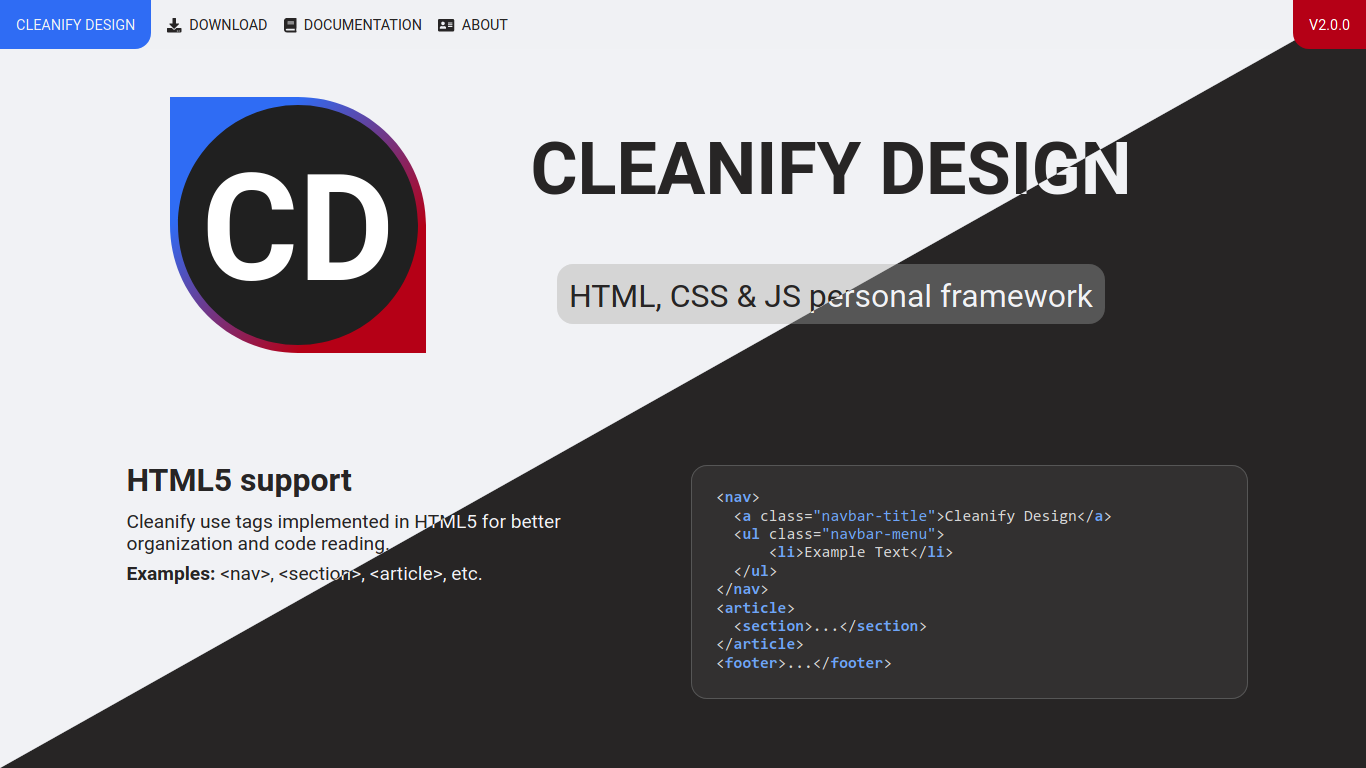 CLEANIFY DESIGN DOWNLOAD DOCUMENTATION ABOUT V2.0.0
CD
CLEANIFY DESIGN
HTML, CSS & JS personal framework
HTML5 support
Cleanify use tags implemented in HTML5 for better
organization and code reading.
Examples: <nav>, <section>, <article>, etc.
<nav>
  <a class="navbar-title">Cleanify Design</a>
  <ul class="navbar-menu">
      <li>Example Text</li>
  </ul>
</nav>
<article>
  <section>...</section>
</article>
<footer>...</footer>